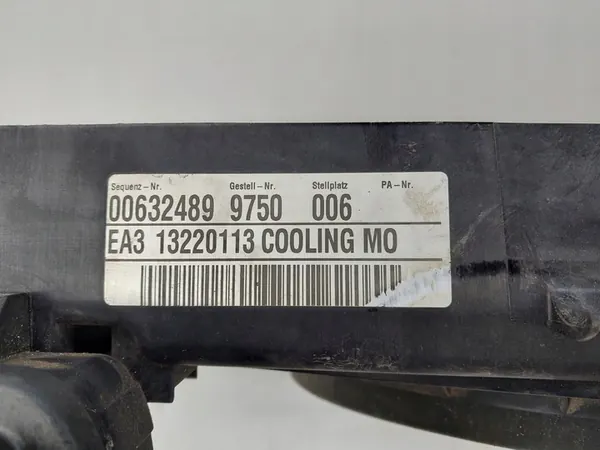 Sequenz-Nr. Gestell-Nr. Stellplatz PA-Nr.
00632489 9750 006
EA3 13220113 COOLING MO